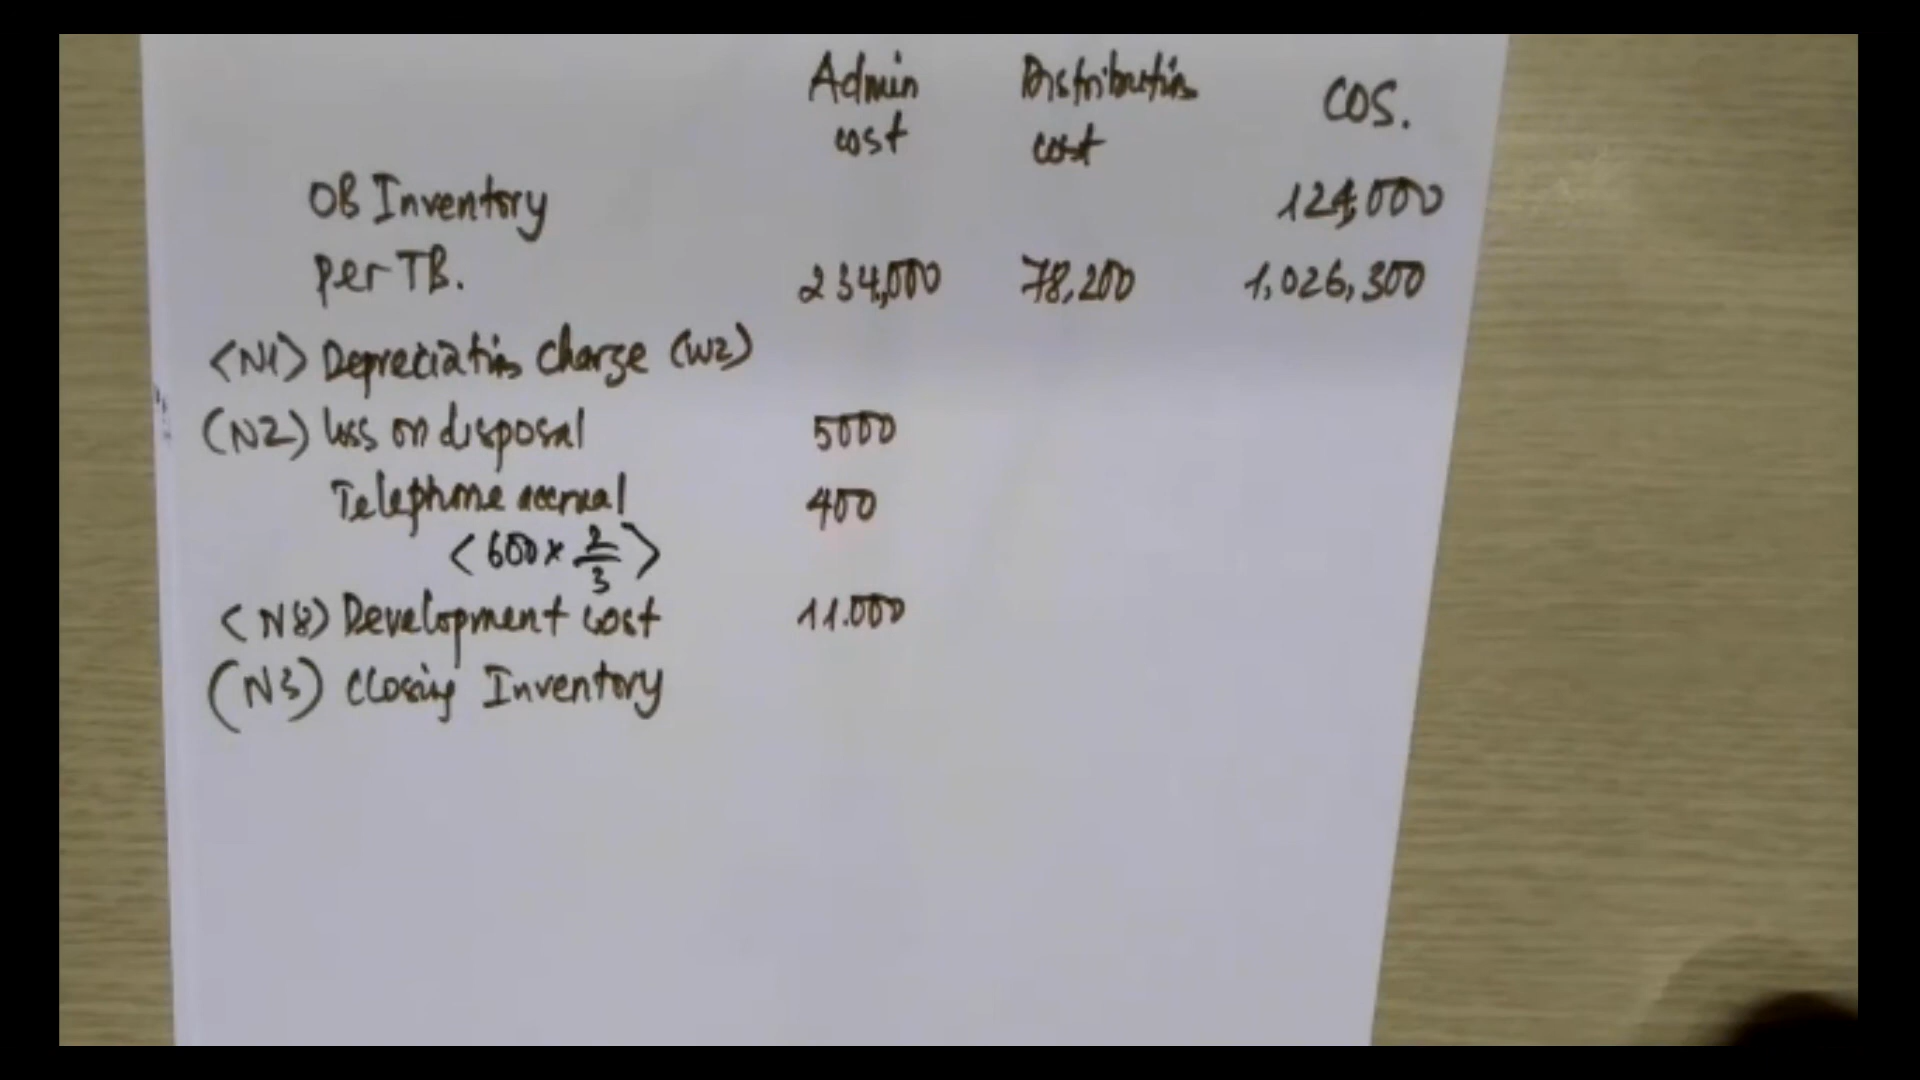 Admin cost Distribution cost COS.
OB Inventory 124,000
per TB. 234,000 78,200 1,026,300
<N1> Depreciation charge (W2)
(N2) loss on disposal 5000
Telephone accrual 400
<600 x 2/3>
<N8) Development cost 11.000
(N3) Closing Inventory